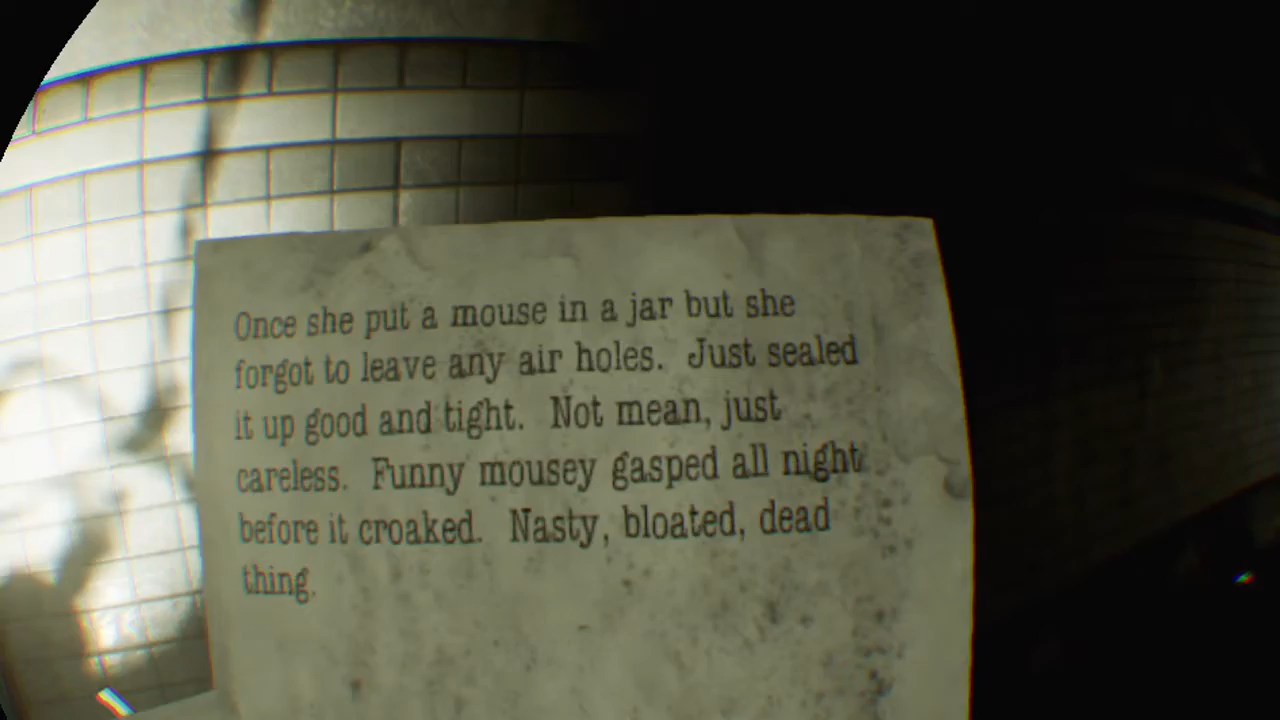 Once she put a mouse in a jar but she
forgot to leave any air holes.  Just sealed
it up good and tight.  Not mean, just
careless.  Funny mousey gasped all night
before it croaked.  Nasty, bloated, dead
thing.